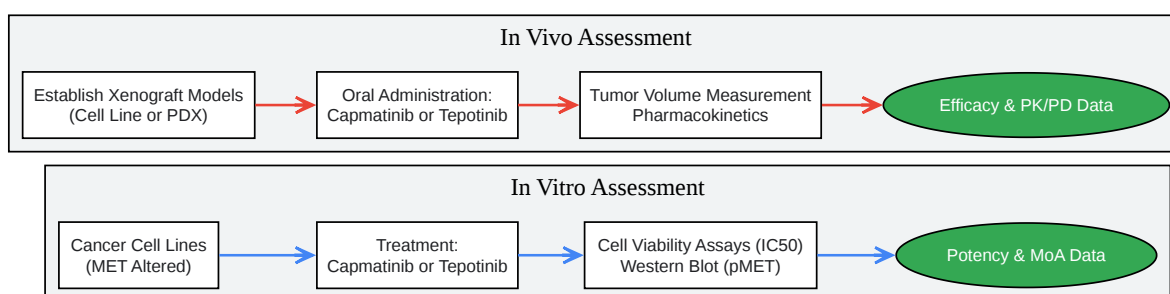 In Vivo Assessment
Establish Xenograft Models
(Cell Line or PDX)
Oral Administration:
Capmatinib or Tepotinib
Tumor Volume Measurement
Pharmacokinetics
Efficacy & PK/PD Data
In Vitro Assessment
Cancer Cell Lines
(MET Altered)
Treatment:
Capmatinib or Tepotinib
Cell Viability Assays (IC50)
Western Blot (pMET)
Potency & MoA Data